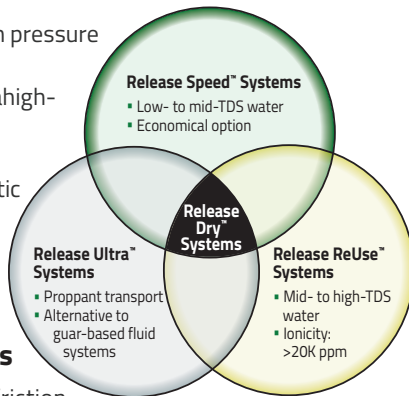 pressure
Release Speed™ Systems
▪ Low- to mid-TDS water
▪ Economical option
Release
Dry™
Systems
Release Ultra™
Systems
▪ Proppant transport
▪ Alternative to
guar-based fluid
systems
Release ReUse™
Systems
▪ Mid- to high-TDS
water
▪ Ionicity:
>20K ppm